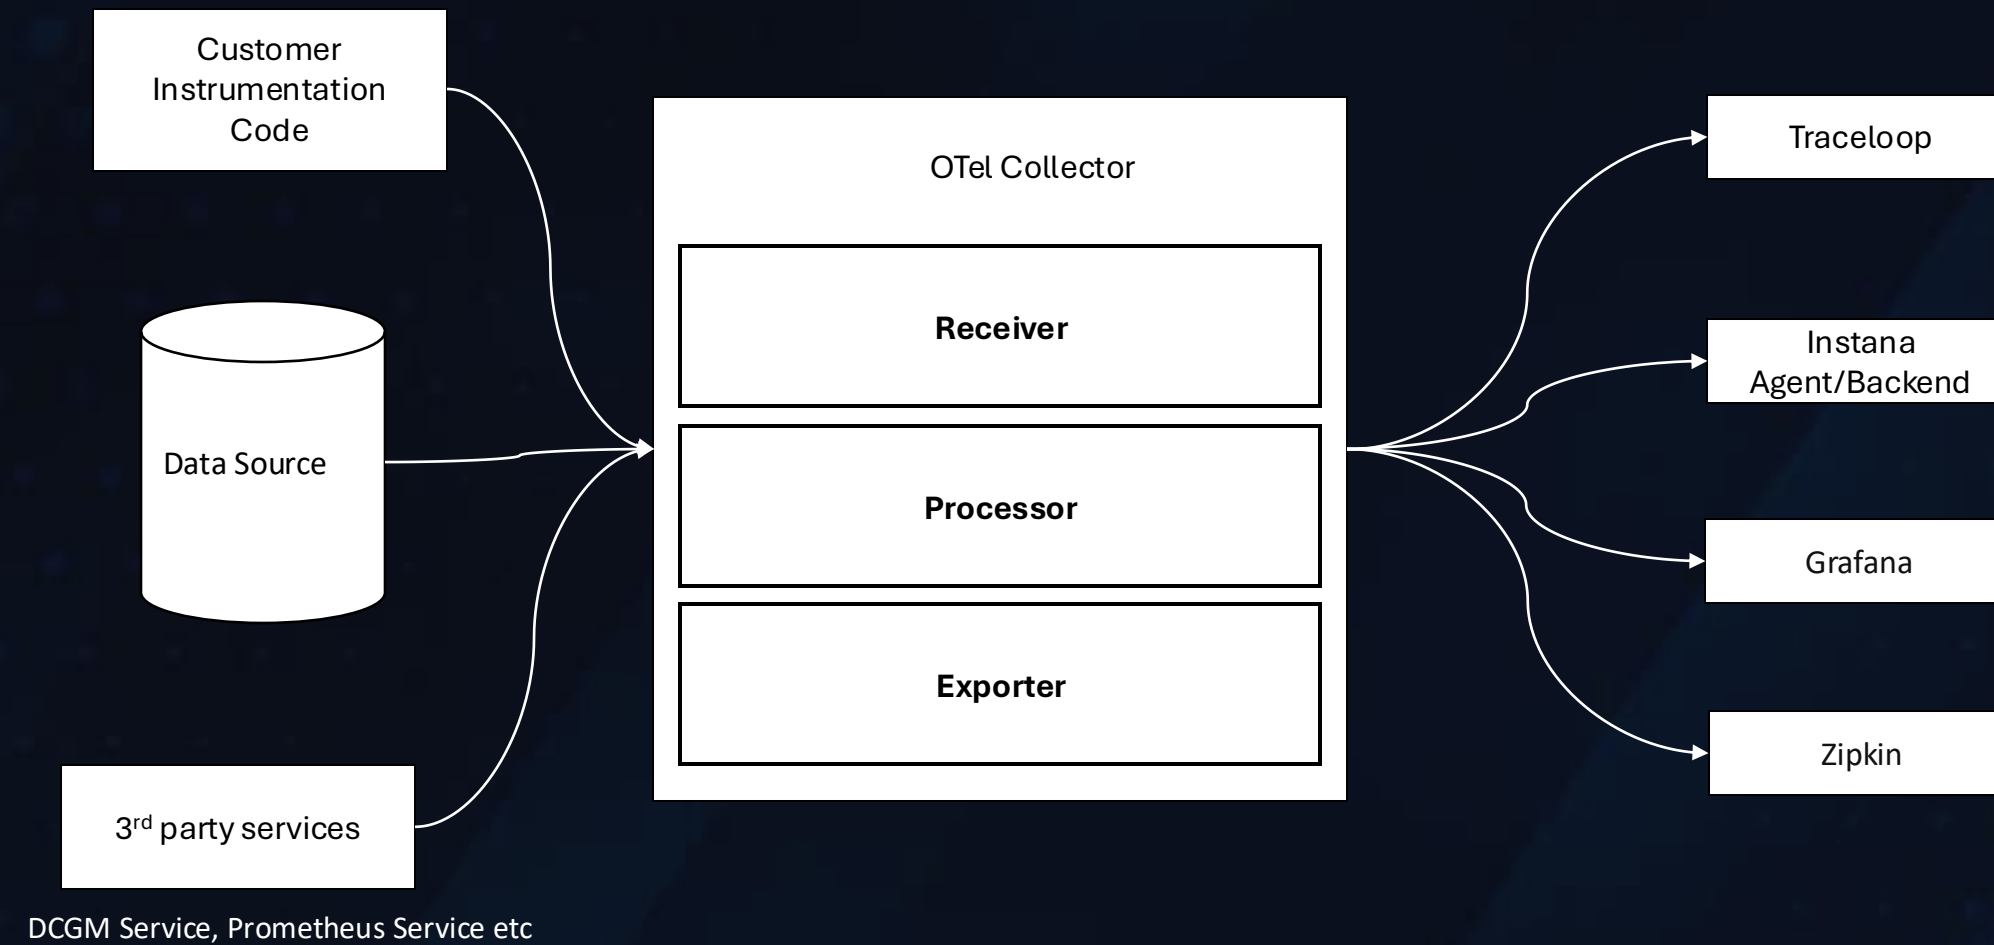 Customer
Instrumentation
Code
Data Source
3rd party services
DCGM Service, Prometheus Service etc
OTel Collector
Receiver
Processor
Exporter
Traceloop
Instana
Agent/Backend
Grafana
Zipkin